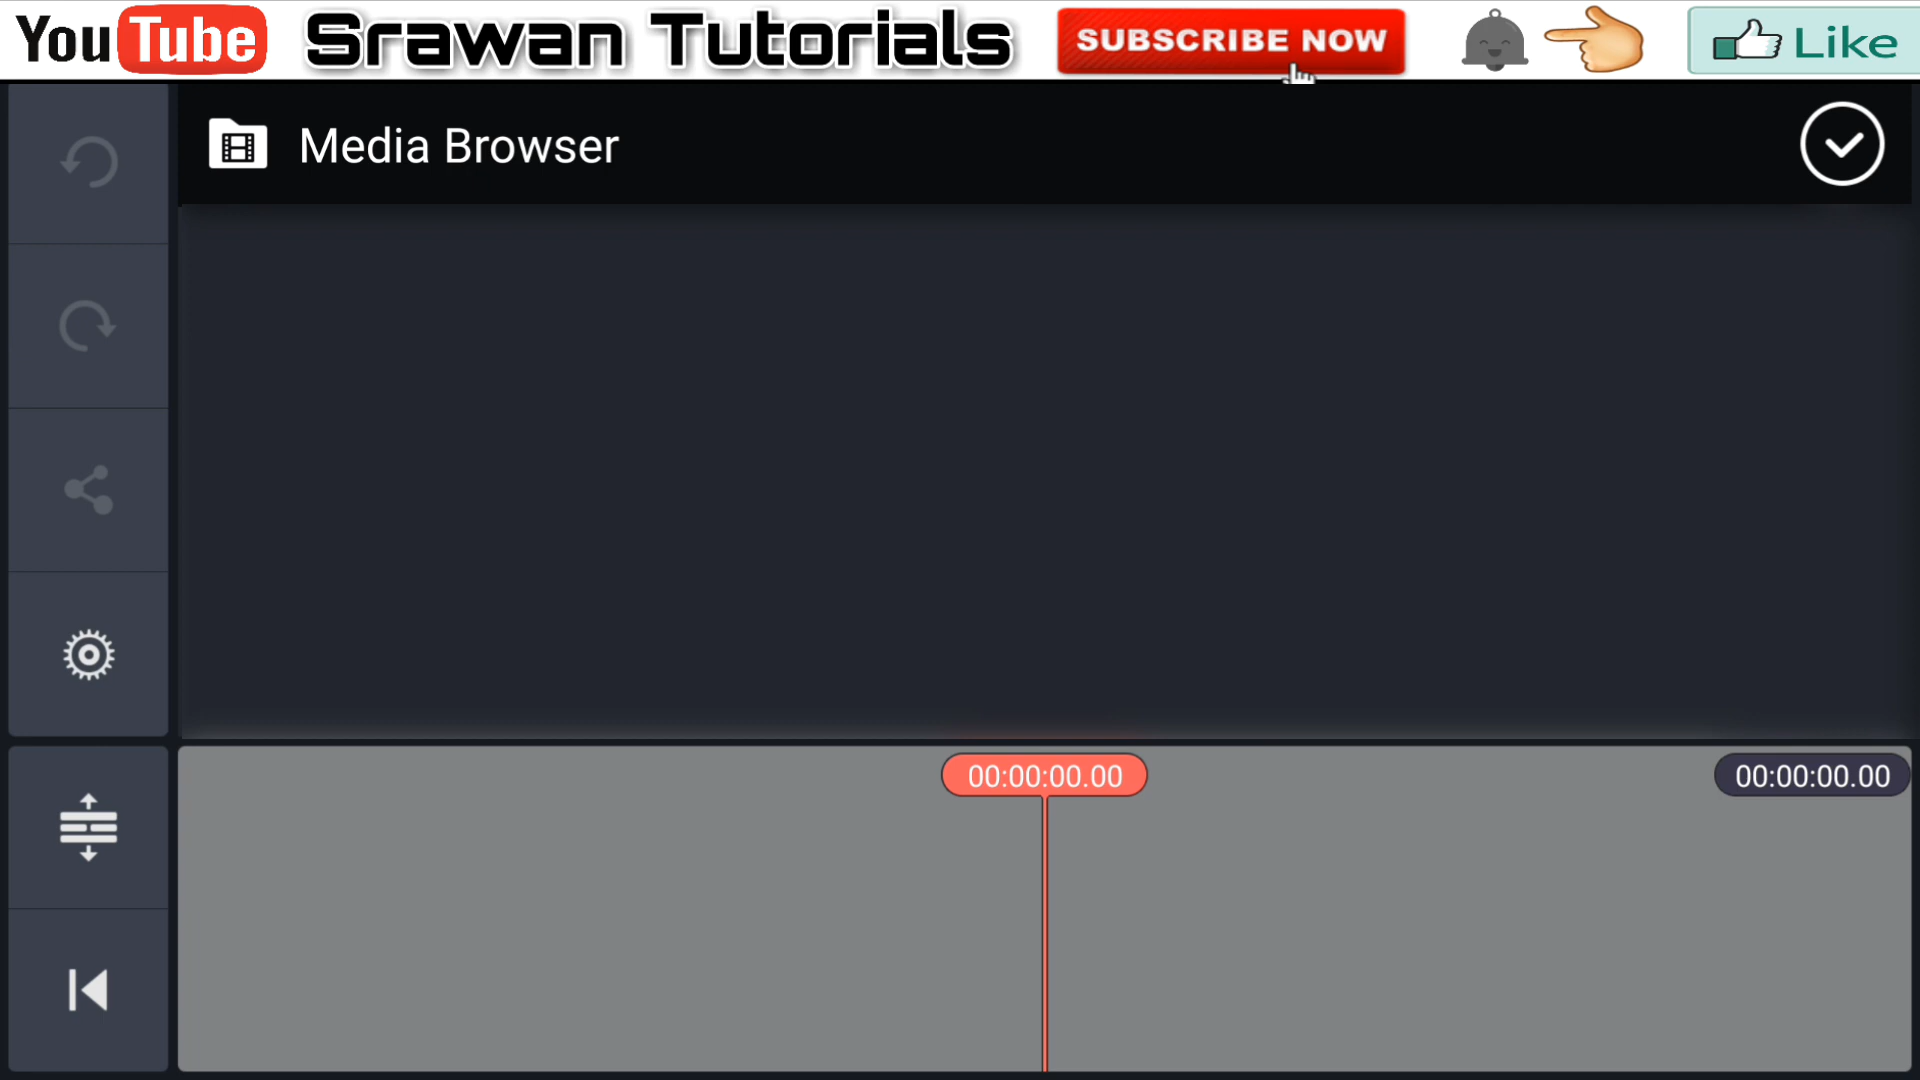 YouTube Srawan Tutorials SUBSCRIBE NOW Like
Media Browser
00:00:00.00 00:00:00.00